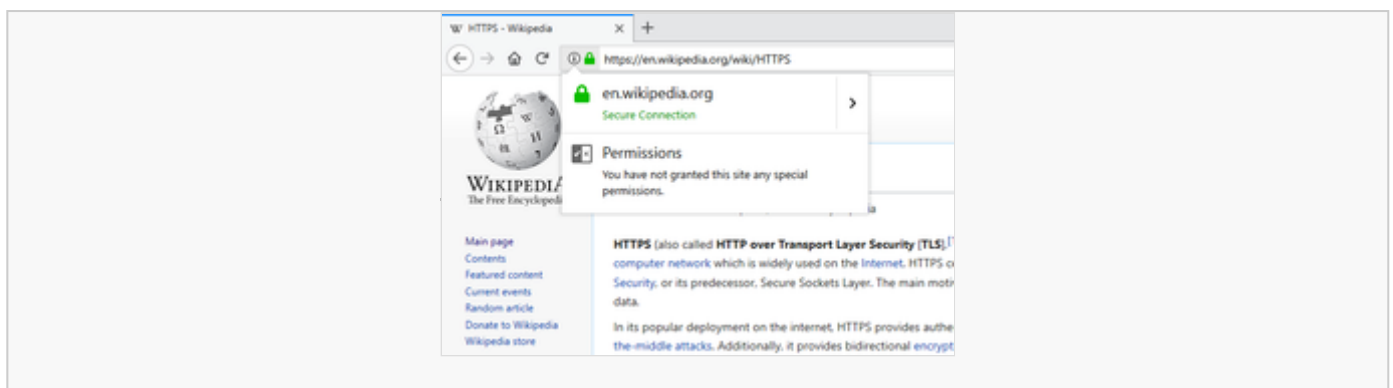 HTTPS - Wikipedia
https://en.wikipedia.org/wiki/HTTPS
en.wikipedia.org
Secure Connection
Permissions
You have not granted this site any special
permissions.
WIKIPEDIA
The Free Encyclopedi
Main page
Contents
Featured content
Current events
Random article
Donate to Wikipedia
Wikipedia store
HTTPS (also called HTTP over Transport Layer Security [TLS],
computer network which is widely used on the Internet. HTTPS c
Security, or its predecessor, Secure Sockets Layer. The main moti
data.
In its popular deployment on the internet, HTTPS provides authe
the-middle attacks. Additionally, it provides bidirectional encrypt